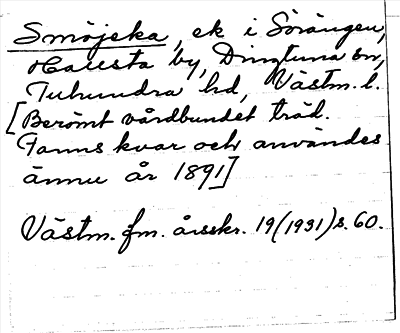 Smöjeka, ek i Sörängen,
Hallsta by, Dingtuna sn,
Tuhundra hd, Västm. l.
[Berömt vårdbundet träd.
Fanns kvar och användes
ännu år 1891]
Västm. fm. årsskr. 19(1931) s. 60.